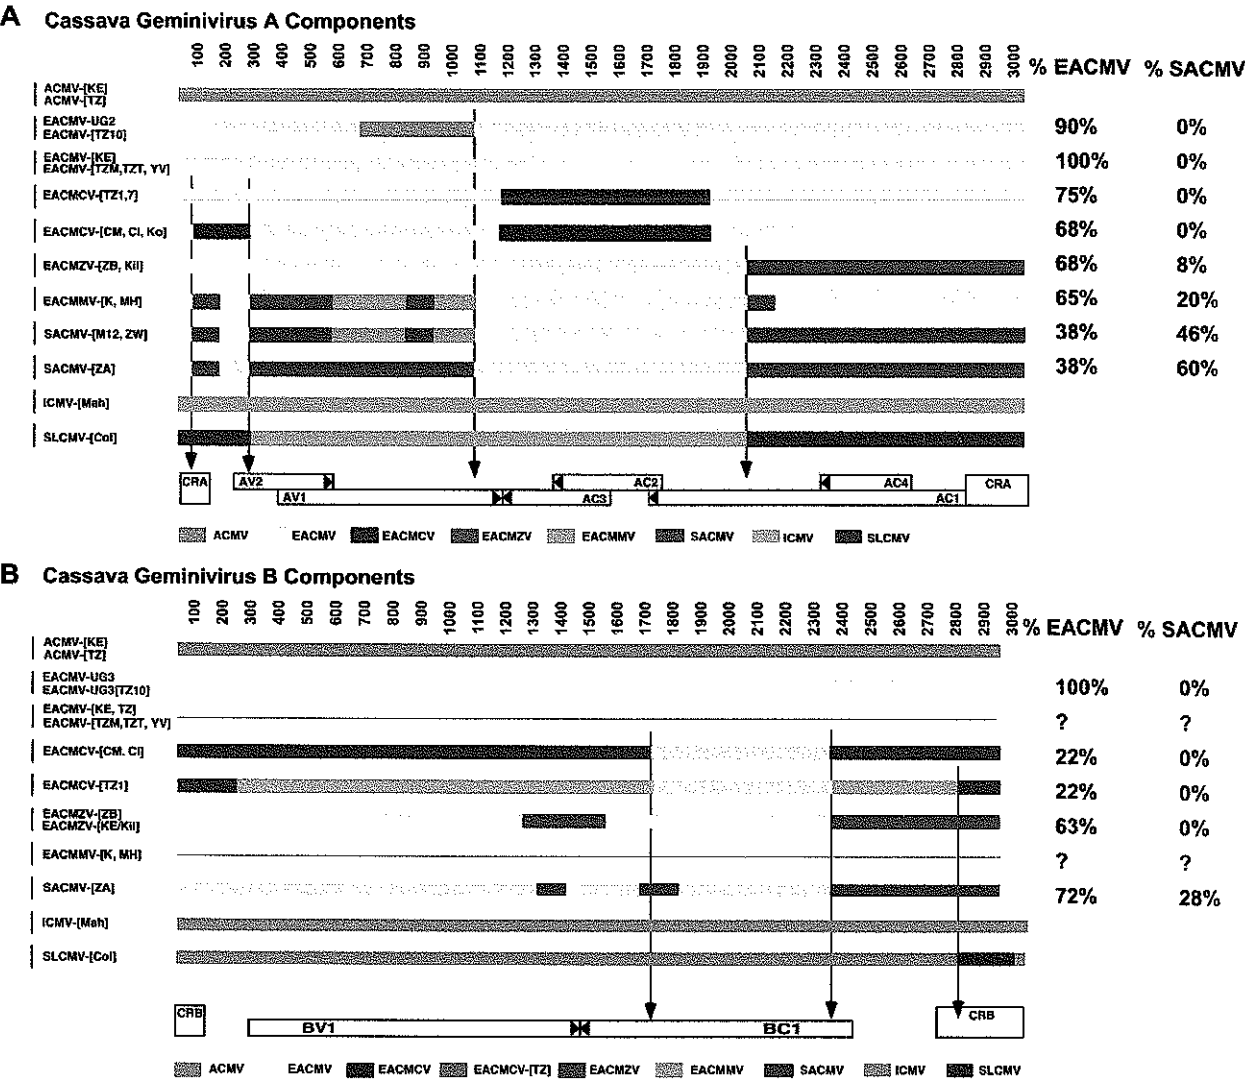 A Cassava Geminivirus A Components
100 200 300 400 500 600 700 800 900 1000 1100 1200 1300 1400 1500 1600 1700 1800 1900 2000 2100 2200 2300 2400 2500 2600 2700 2800 2900 3000
% EACMV % SACMV
ACMV-[KE]
ACMV-[TZ]
EACMV-UG2
EACMV-[TZ10]
90% 0%
EACMV-[KE]
EACMV-[TZM,TZT, YV]
100% 0%
EACMCV-[TZ1,7] 75% 0%
EACMCV-[CM, CI, Ko] 68% 0%
EACMZV-[ZB, Kil] 68% 8%
EACMMV-[K, MH] 65% 20%
SACMV-[M12, ZW] 38% 46%
SACMV-[ZA] 38% 60%
ICMV-[Mah]
SLCMV-[Col]
CRA AV2 AC2 AC4 CRA
AV1 AC3 AC1
ACMV EACMV EACMCV EACMZV EACMMV SACMV ICMV SLCMV
B Cassava Geminivirus B Components
100 200 300 400 500 600 700 800 900 1000 1100 1200 1300 1400 1500 1600 1700 1800 1900 2000 2100 2200 2300 2400 2500 2600 2700 2800 2900 3000
% EACMV % SACMV
ACMV-[KE]
ACMV-[TZ]
EACMV-UG3
EACMV-UG3[TZ10]
100% 0%
EACMV-[KE, TZ]
EACMV-[TZM,TZT, YV]
? ?
EACMCV-[CM. CI] 22% 0%
EACMCV-[TZ1] 22% 0%
EACMZV-[ZB]
EACMZV-[KE/Kil]
63% 0%
EACMMV-[K, MH] ? ?
SACMV-[ZA] 72% 28%
ICMV-[Mah]
SLCMV-[Col]
CRB BV1 BC1 CRB
ACMV EACMV EACMCV EACMCV-[TZ] EACMZV EACMMV SACMV ICMV SLCMV